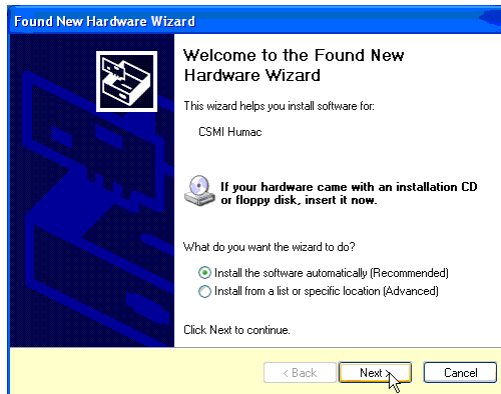 Found New Hardware Wizard
Welcome to the Found New
Hardware Wizard
This wizard helps you install software for:
CSMI Humac
If your hardware came with an installation CD
or floppy disk, insert it now.
What do you want the wizard to do?
Install the software automatically (Recommended)
Install from a list or specific location (Advanced)
Click Next to continue.
< Back Next > Cancel